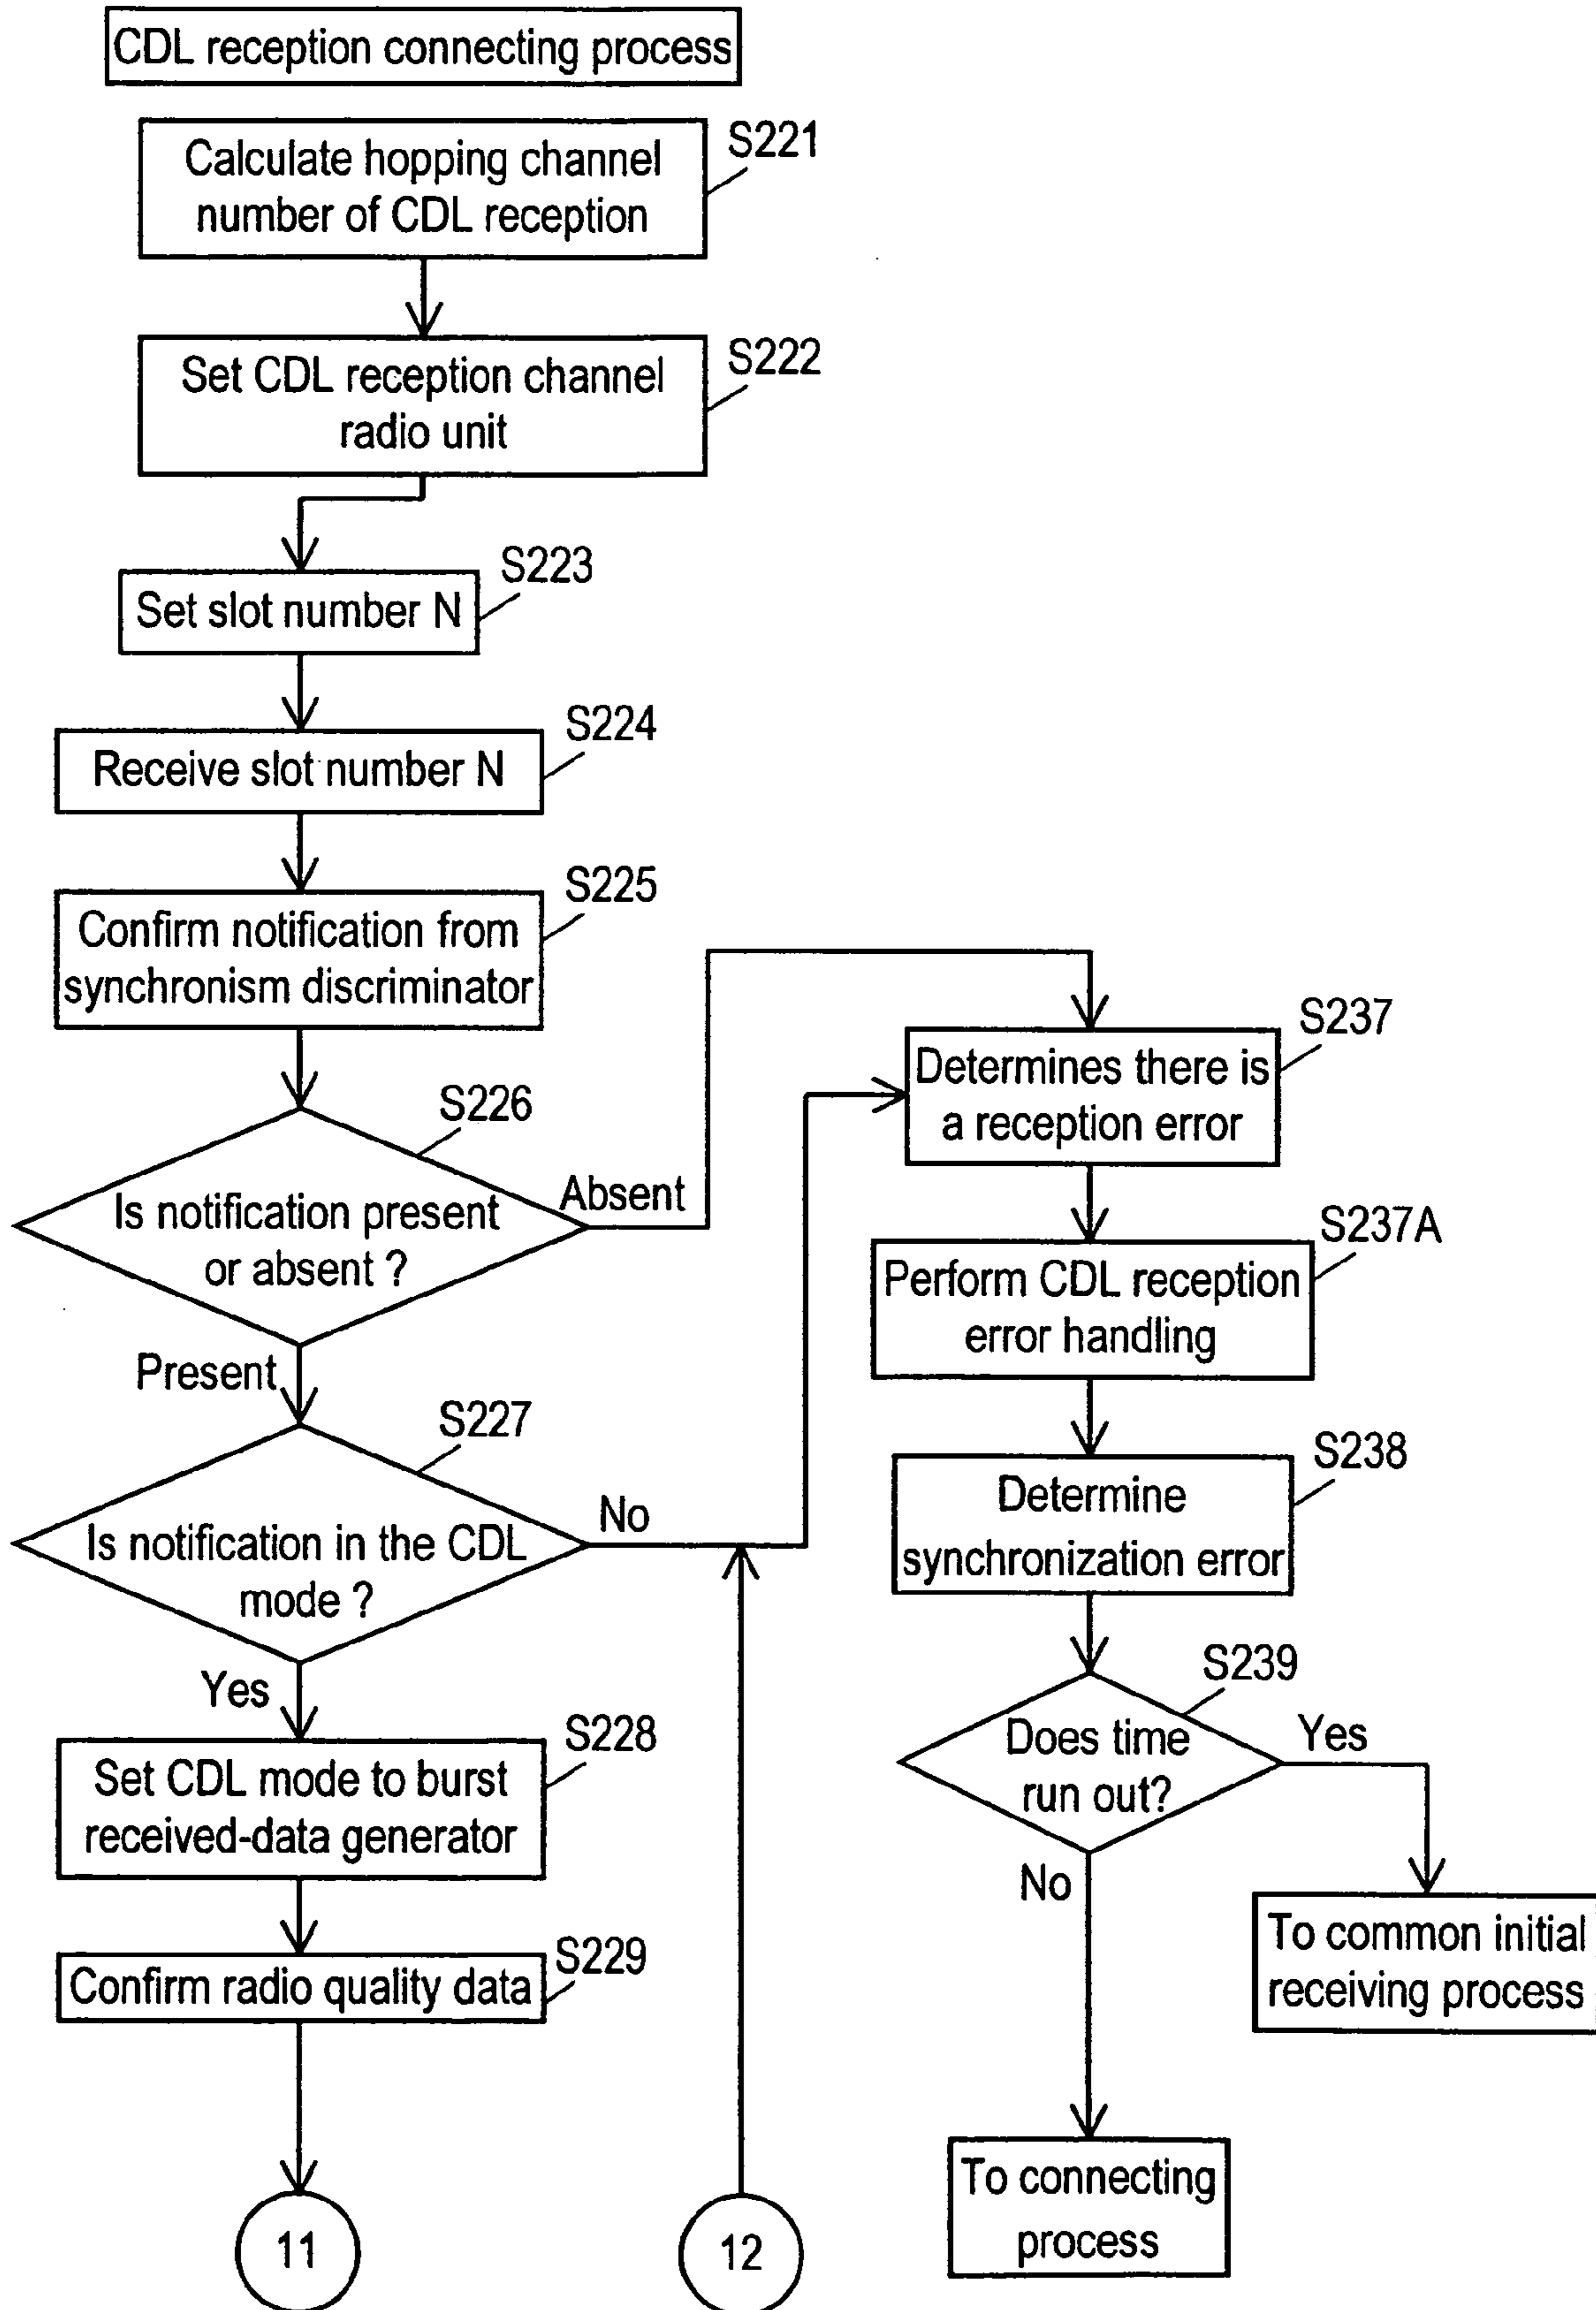 CDL reception connecting process
S221
Calculate hopping channel
number of CDL reception
S222
Set CDL reception channel
radio unit
S223
Set slot number N
S224
Receive slot number N
S225
Confirm notification from
synchronism discriminator
S226
Is notification present
or absent ?
Absent
Present
S227
Is notification in the CDL
mode ?
No
Yes
S228
Set CDL mode to burst
received-data generator
S229
Confirm radio quality data
11
12
S237
Determines there is
a reception error
S237A
Perform CDL reception
error handling
S238
Determine
synchronization error
S239
Does time
run out?
Yes
No
To common initial
receiving process
To connecting
process